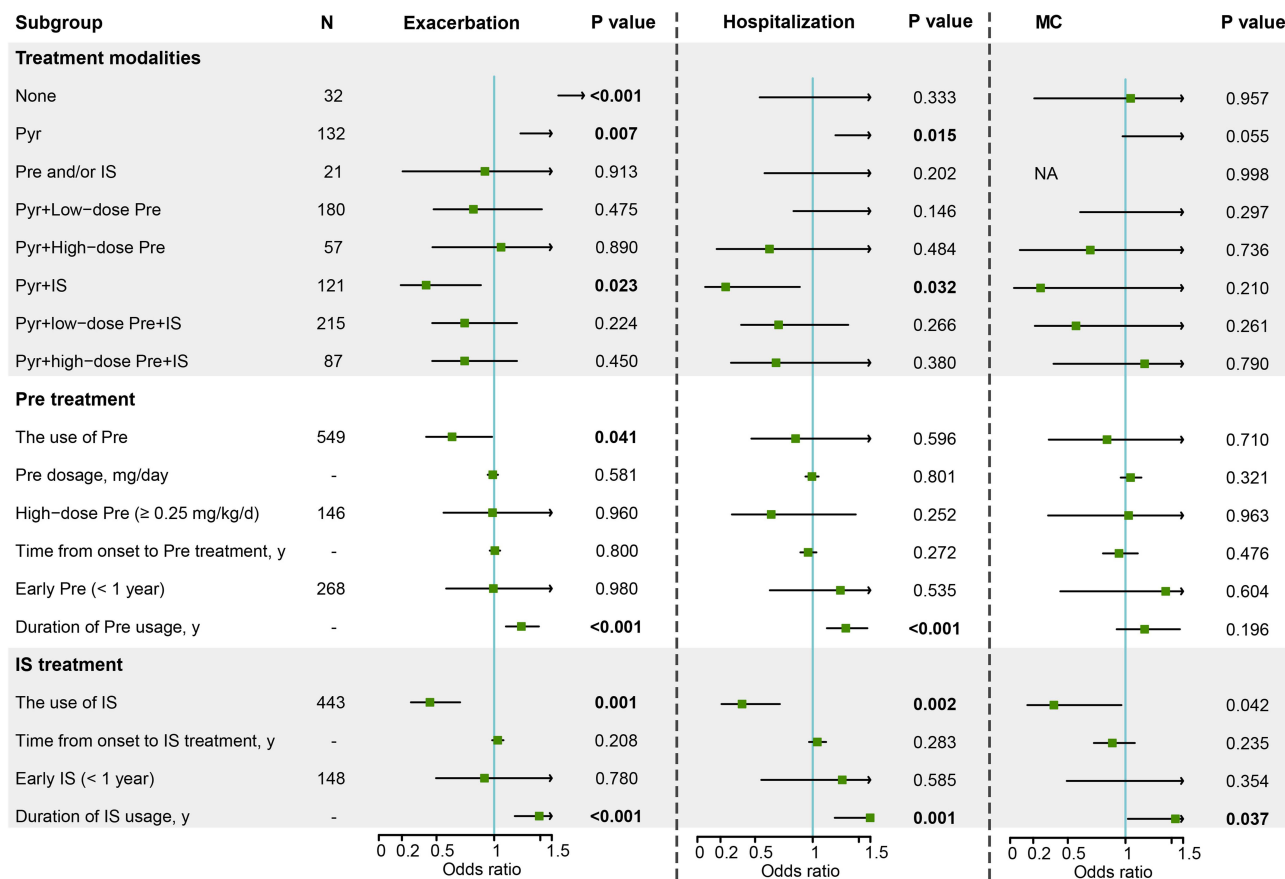 Subgroup N Exacerbation P value Hospitalization P value MC P value
Treatment modalities
None 32 <0.001 0.333 0.957
Pyr 132 0.007 0.015 0.055
Pre and/or IS 21 0.913 0.202 NA 0.998
Pyr+Low-dose Pre 180 0.475 0.146 0.297
Pyr+High−dose Pre 57 0.890 0.484 0.736
Pyr+IS 121 0.023 0.032 0.210
Pyr+low-dose Pre+IS 215 0.224 0.266 0.261
Pyr+high-dose Pre+IS 87 0.450 0.380 0.790
Pre treatment
The use of Pre 549 0.041 0.596 0.710
Pre dosage, mg/day - 0.581 0.801 0.321
High-dose Pre (≥ 0.25 mg/kg/d) 146 0.960 0.252 0.963
Time from onset to Pre treatment, y - 0.800 0.272 0.476
Early Pre (< 1 year) 268 0.980 0.535 0.604
Duration of Pre usage, y - <0.001 <0.001 0.196
IS treatment
The use of IS 443 0.001 0.002 0.042
Time from onset to IS treatment, y - 0.208 0.283 0.235
Early IS (< 1 year) 148 0.780 0.585 0.354
Duration of IS usage, y - <0.001 0.001 0.037
0 0.2 0.5 1 1.5 0 0.2 0.5 1 1.5 0 0.2 0.5 1 1.5
Odds ratio Odds ratio Odds ratio